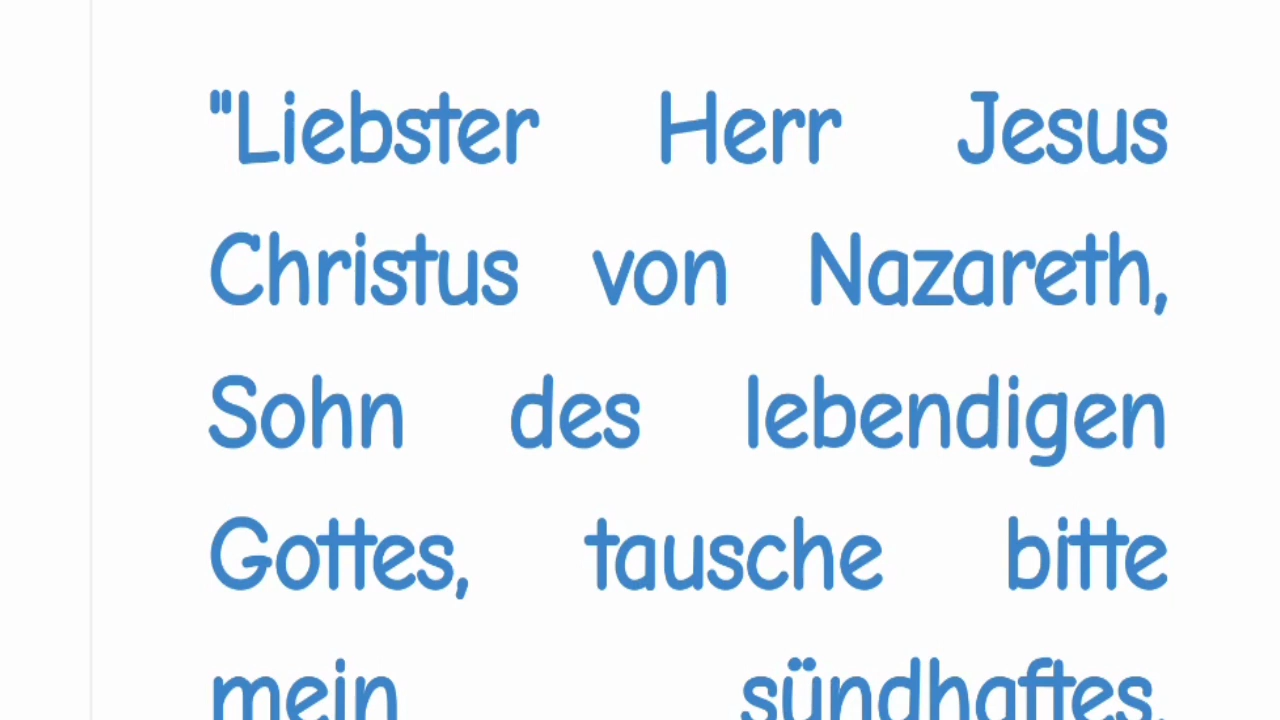 "Liebster Herr Jesus
Christus von Nazareth,
Sohn des lebendigen
Gottes, tausche bitte
mein sündhaftes,